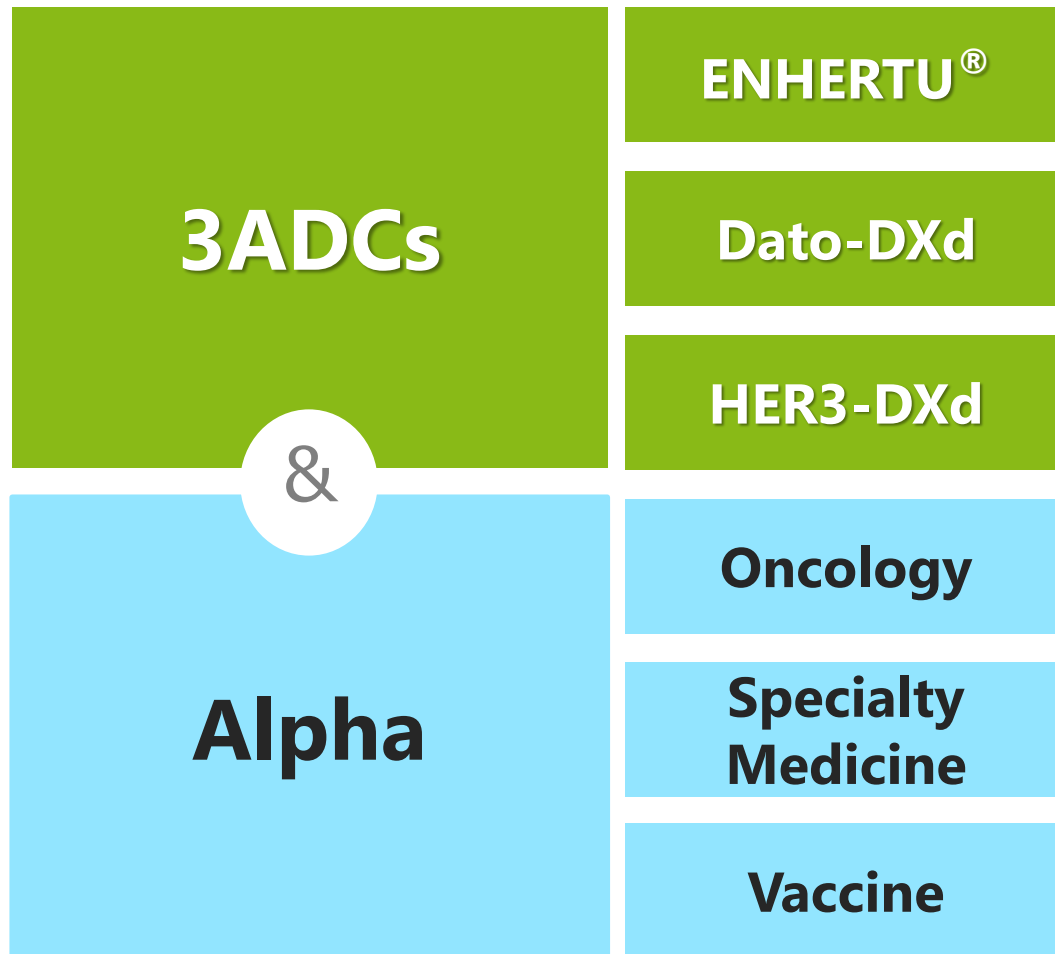 3ADCs
ENHERTU®
Dato-DXd
HER3-DXd
&
Alpha
Oncology
Specialty
Medicine
Vaccine